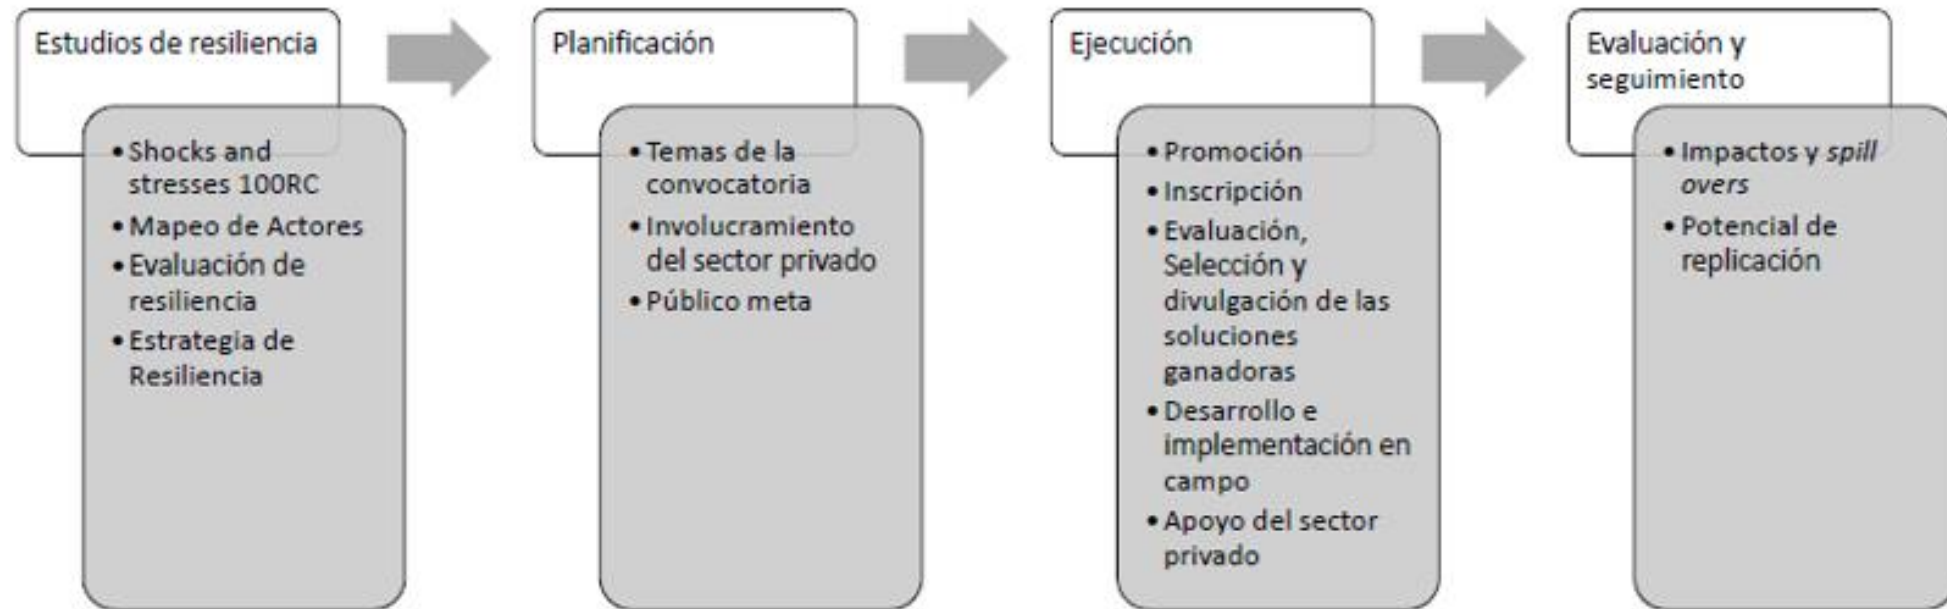 Estudios de resiliencia
• Shocks and
stresses 100RC
• Mapeo de Actores
• Evaluación de
resiliencia
• Estrategia de
Resiliencia
Planificación
• Temas de la
convocatoria
• Involucramiento
del sector privado
• Público meta
Ejecución
• Promoción
• Inscripción
• Evaluación,
Selección y
divulgación de las
soluciones
ganadoras
• Desarrollo e
implementación en
campo
• Apoyo del sector
privado
Evaluación y
seguimiento
• Impactos y spill
overs
• Potencial de
replicación